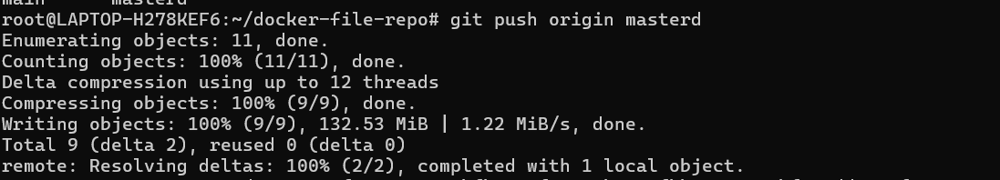 main masterd
root@LAPTOP-H278KEF6:~/docker-file-repo# git push origin masterd
Enumerating objects: 11, done.
Counting objects: 100% (11/11), done.
Delta compression using up to 12 threads
Compressing objects: 100% (9/9), done.
Writing objects: 100% (9/9), 132.53 MiB | 1.22 MiB/s, done.
Total 9 (delta 2), reused 0 (delta 0)
remote: Resolving deltas: 100% (2/2), completed with 1 local object.